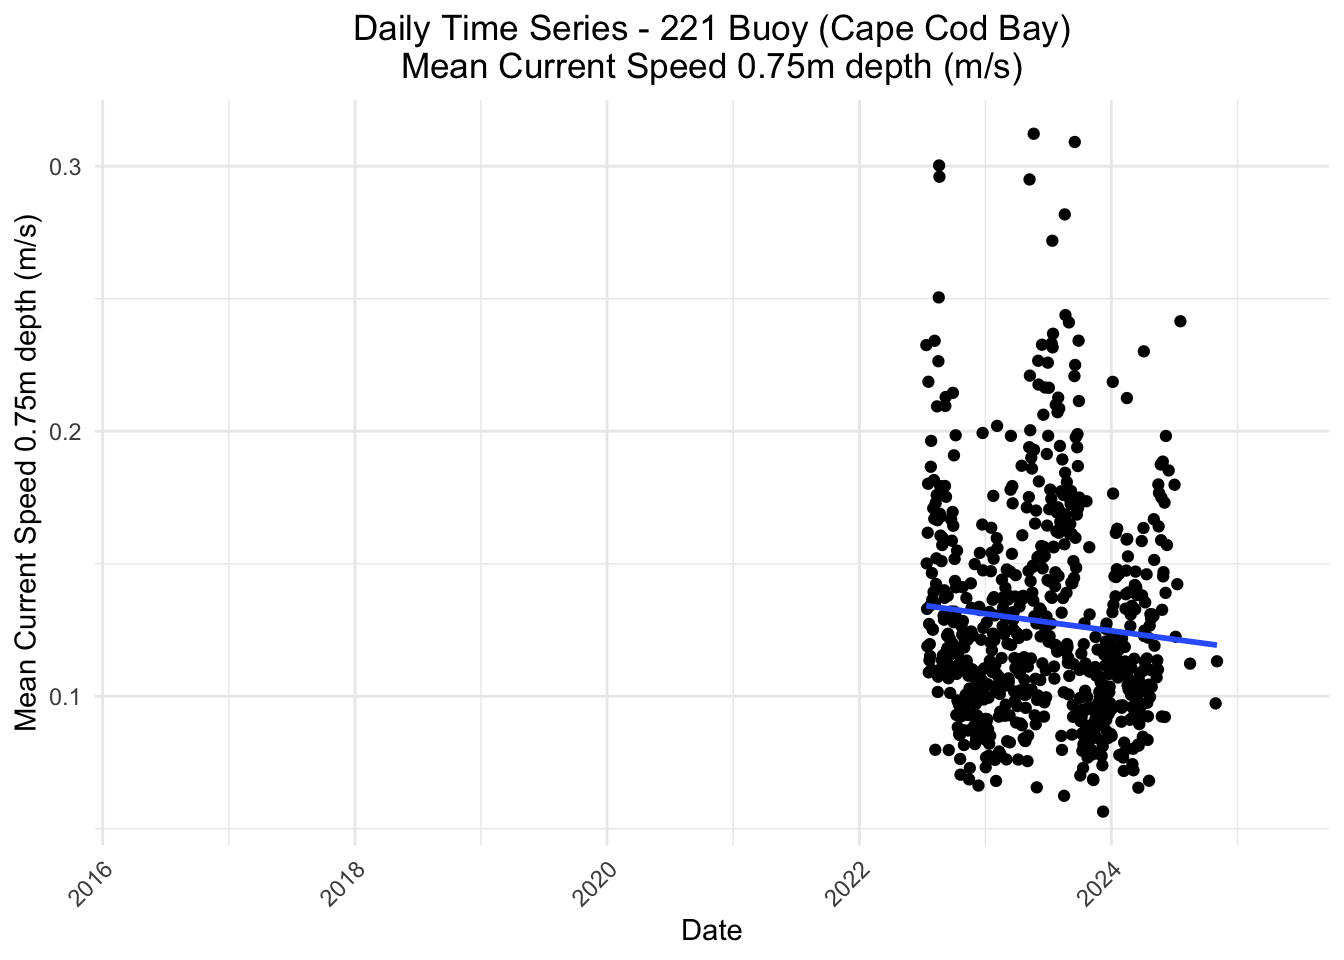 Daily Time Series - 221 Buoy (Cape Cod Bay)
Mean Current Speed 0.75m depth (m/s)
Mean Current Speed 0.75m depth (m/s)
0.3
0.2
0.1
2016
2018
2020
2022
2024
Date